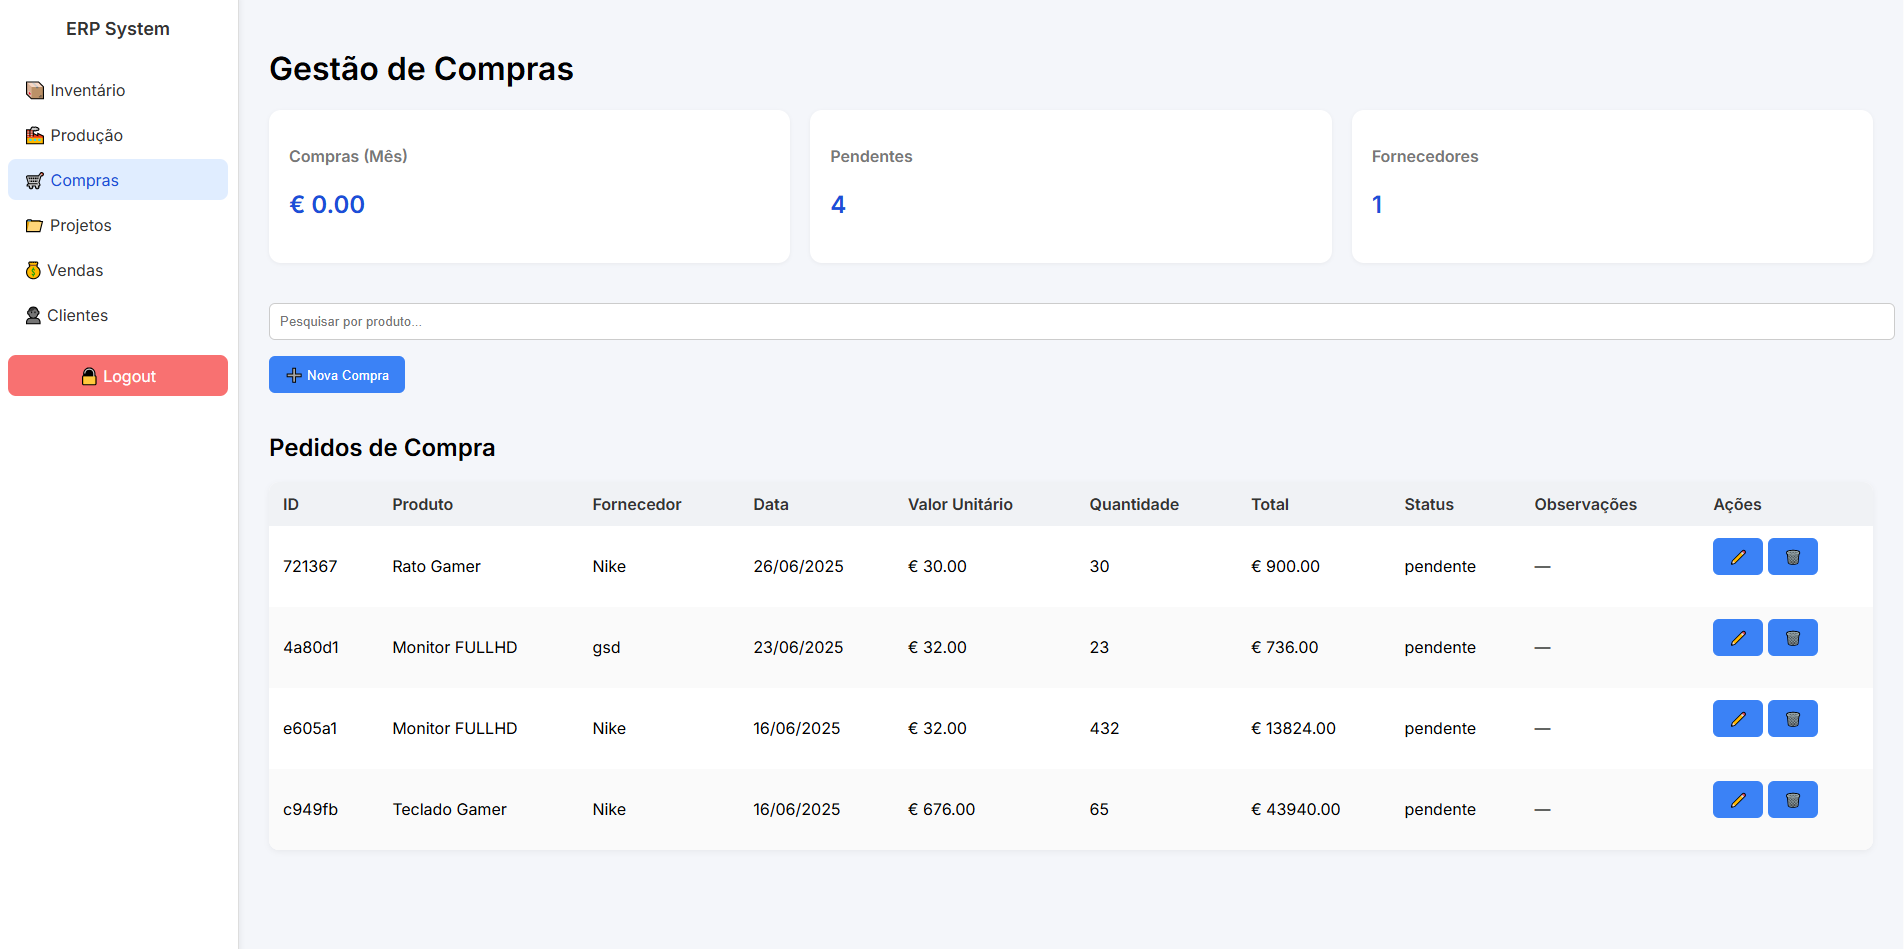 ERP System
Inventário
Produção
Compras
Projetos
Vendas
Clientes
Logout
Gestão de Compras
Compras (Mês)
€ 0.00
Pendentes
4
Fornecedores
1
Pesquisar por produto...
Nova Compra
Pedidos de Compra
ID Produto Fornecedor Data Valor Unitário Quantidade Total Status Observações Ações
721367 Rato Gamer Nike 26/06/2025 € 30.00 30 € 900.00 pendente —
4a80d1 Monitor FULLHD gsd 23/06/2025 € 32.00 23 € 736.00 pendente —
e605a1 Monitor FULLHD Nike 16/06/2025 € 32.00 432 € 13824.00 pendente —
c949fb Teclado Gamer Nike 16/06/2025 € 676.00 65 € 43940.00 pendente —